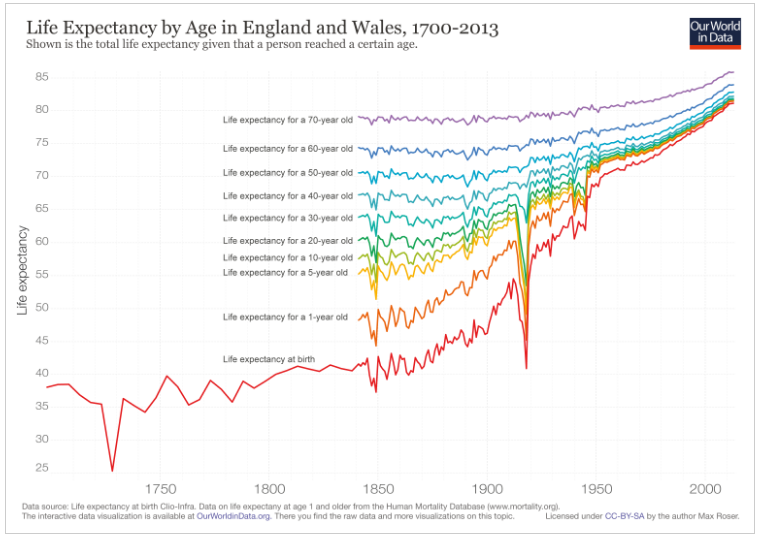 Life Expectancy by Age in England and Wales, 1700-2013
Shown is the total life expectancy given that a person reached a certain age.
Our World
in Data
85
80
75
70
65
60
55
50
45
40
35
30
25
Life expectancy
Life expectancy for a 70-year old
Life expectancy for a 60-year old
Life expectancy for a 50-year old
Life expectancy for a 40-year old
Life expectancy for a 30-year old
Life expectancy for a 20-year old
Life expectancy for a 10-year old
Life expectancy for a 5-year old
Life expectancy for a 1-year old
Life expectancy at birth
1750 1800 1850 1900 1950 2000
Data source: Life expectancy at birth Clio-Infra. Data on life expectany at age 1 and older from the Human Mortality Database (www.mortality.org).
The interactive data visualization is available at OurWorldinData.org. There you find the raw data and more visualizations on this topic. Licensed under CC-BY-SA by the author Max Roser.